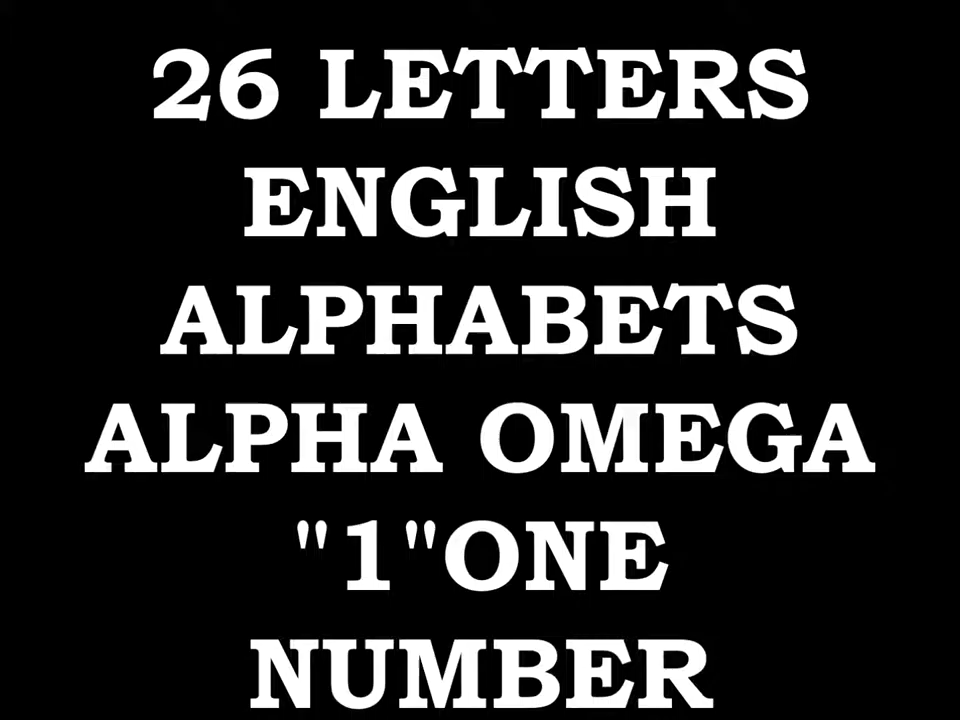 26 LETTERS
ENGLISH
ALPHABETS
ALPHA OMEGA
"1"ONE
NUMBER